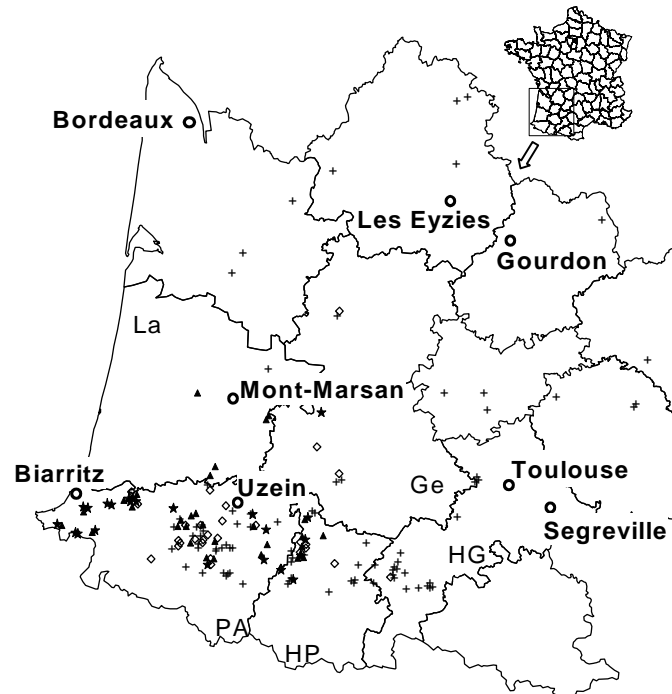 Bordeaux
Les Eyzies
Gourdon
La
Mont-Marsan
Biarritz
Uzein
Ge
Toulouse
Segreville
HG
PA
HP